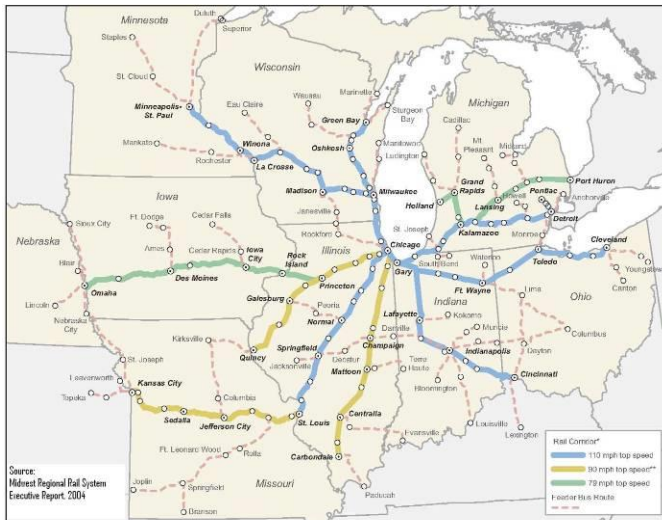 Minnesota
Duluth
Superior
Staples
St. Cloud
Minneapolis-
St. Paul
Mankato
Rochester
Winona
La Crosse
Wisconsin
Eau Claire
Wausau
Marinette
Green Bay
Sturgeon
Bay
Oshkosh
Manitowoc
Madison
Milwaukee
Janesville
Rockford
Michigan
Cadillac
Ludington
Mt
Pleasant
Midland
Grand
Rapids
Holland
Lansing
Howell
Port Huron
Pontiac
Detroit
Monroe
Kalamazoo
St. Joseph
South Bend
Iowa
Sioux City
Ft. Dodge
Cedar Falls
Ames
Cedar Rapids
Iowa
City
Des Moines
Rock
Island
Nebraska
Blair
Omaha
Lincoln
Nebraska
City
Illinois
Chicago
Gary
Princeton
Galesburg
Peoria
Normal
Quincy
Springfield
Jacksonville
Decatur
Danville
Champaign
Mattoon
Centralia
Carbondale
Indiana
Waterloo
Ft. Wayne
Lafayette
Kokomo
Muncie
Indianapolis
Terre
Haute
Bloomington
Evansville
Louisville
Lexington
Paducah
Ohio
Toledo
Cleveland
Youngstown
Canton
Lima
Columbus
Dayton
Cincinnati
Missouri
St. Joseph
Leavenworth
Kansas City
Topeka
Kirksville
Columbia
Sedalia
Jefferson City
St. Louis
Ft. Leonard Wood
Rolla
Joplin
Springfield
Branson
Rail Corridor*
110 mph top speed
90 mph top speed**
79 mph top speed
Feeder Bus Route
Source:
Midwest Regional Rail System
Executive Report, 2004